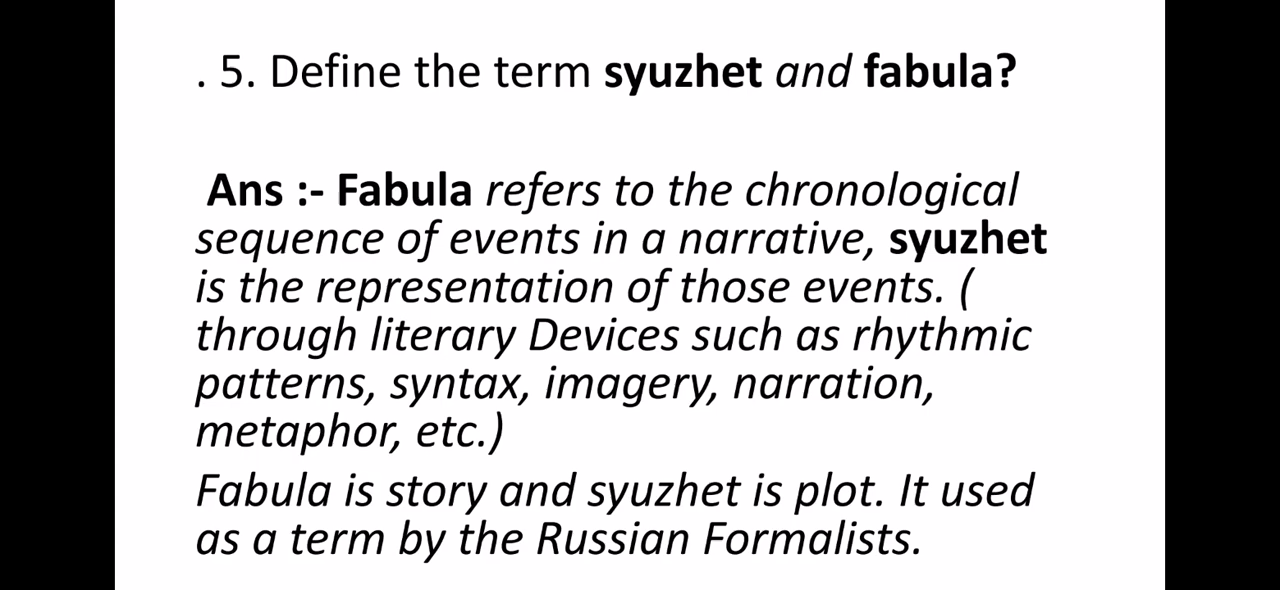 . 5. Define the term syuzhet and fabula?
Ans :- Fabula refers to the chronological
sequence of events in a narrative, syuzhet
is the representation of those events. (
through literary Devices such as rhythmic
patterns, syntax, imagery, narration,
metaphor, etc.)
Fabula is story and syuzhet is plot. It used
as a term by the Russian Formalists.